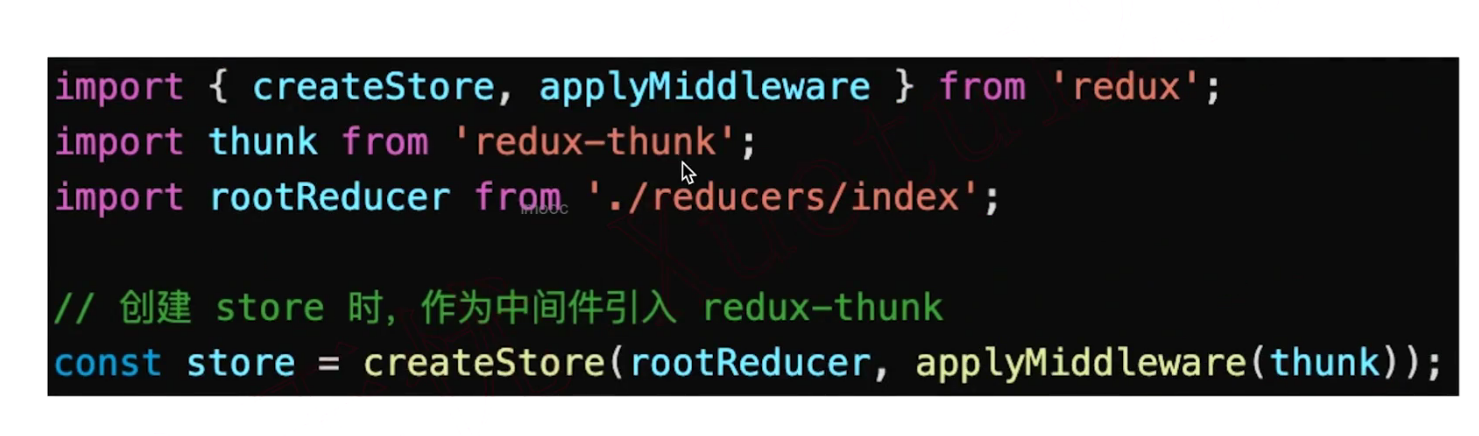 import { createStore, applyMiddleware } from 'redux';
import thunk from 'redux-thunk';
import rootReducer from './reducers/index';
imooc
// 创建 store 时，作为中间件引入 redux-thunk
const store = createStore(rootReducer, applyMiddleware(thunk));